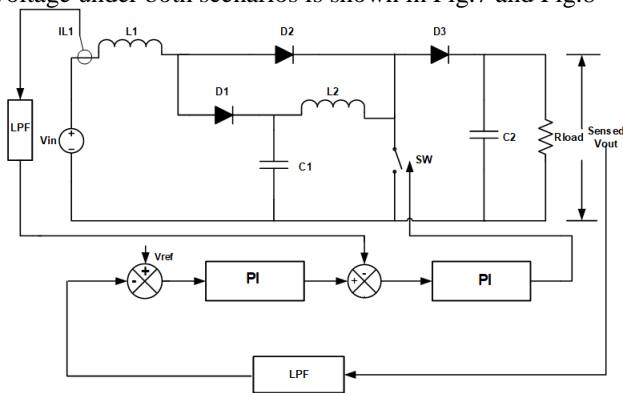 voltage under both scenarios is shown in Fig.7 and Fig.8
IL1
L1
D2
D3
D1
L2
LPF
Vin
C1
SW
C2
Rload
Sensed
Vout
+
-
Vref
+
-
PI
-
+
PI
LPF